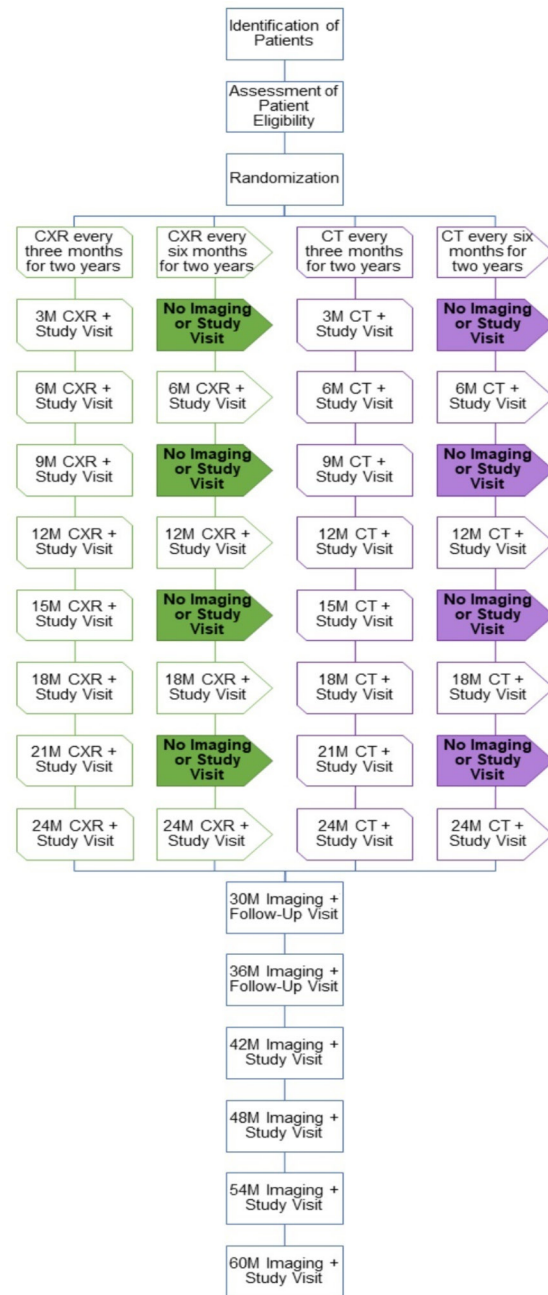 Identification of
Patients
Assessment of
Patient
Eligibility
Randomization
CXR every
three months
for two years
CXR every
six months
for two years
CT every three
months for two
years
CT every six
months for
two years
3M CXR +
Study Visit
No Imaging
or Study
Visit
3M CT +
Study Visit
No Imaging
or Study
Visit
6M CXR +
Study Visit
6M CXR +
Study Visit
6M CT +
Study Visit
6M CT +
Study Visit
9M CXR +
Study Visit
No Imaging
or Study
Visit
9M CT +
Study Visit
No Imaging
or Study
Visit
12M CXR +
Study Visit
12M CXR +
Study Visit
12M CT +
Study Visit
12M CT +
Study Visit
15M CXR +
Study Visit
No Imaging
or Study
Visit
15M CT +
Study Visit
No Imaging
or Study
Visit
18M CXR +
Study Visit
18M CXR +
Study Visit
18M CT +
Study Visit
18M CT +
Study Visit
21M CXR +
Study Visit
No Imaging
or Study
Visit
21M CT +
Study Visit
No Imaging
or Study
Visit
24M CXR +
Study Visit
24M CXR +
Study Visit
24M CT +
Study Visit
24M CT +
Study Visit
30M Imaging +
Follow-Up Visit
36M Imaging +
Follow-Up Visit
42M Imaging +
Study Visit
48M Imaging +
Study Visit
54M Imaging +
Study Visit
60M Imaging +
Study Visit